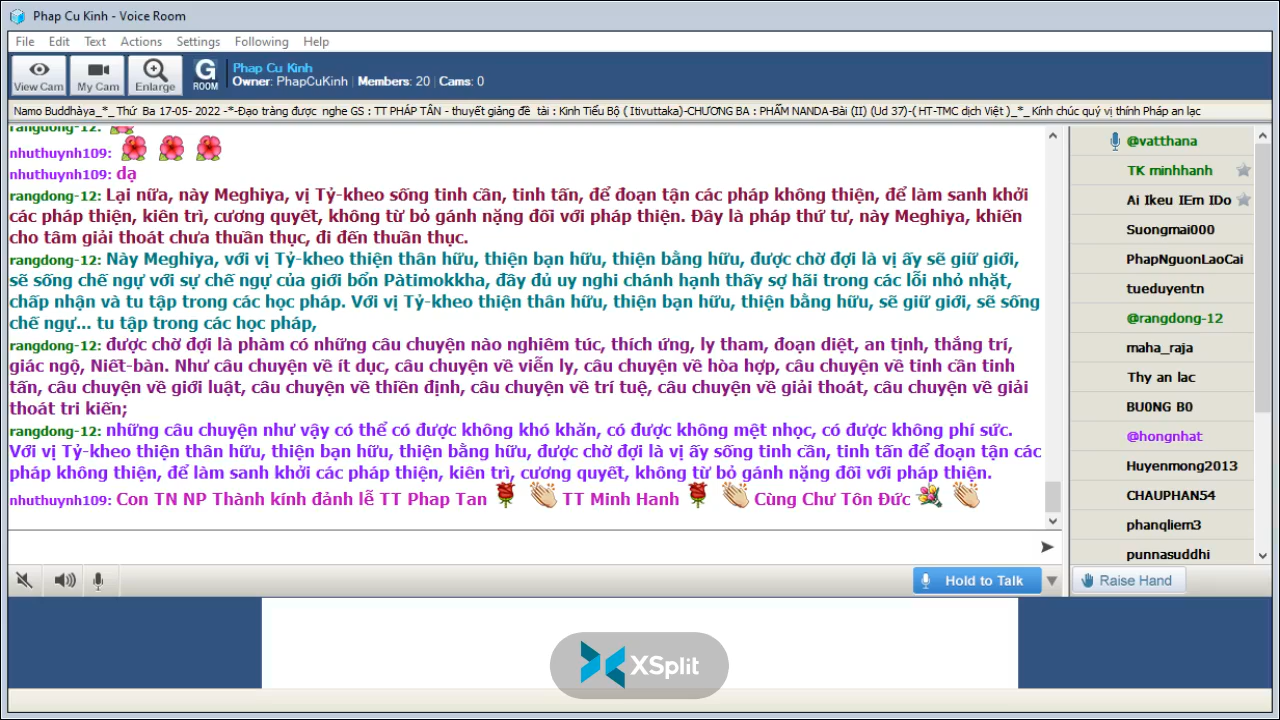 Phap Cu Kinh - Voice Room
File Edit Text Actions Settings Following Help
View Cam My Cam Enlarge G ROOM
Phap Cu Kinh
Owner: PhapCuKinh | Members: 20 | Cams: 0
Namo Buddhàya_*_ Thứ Ba 17-05- 2022 -*-Đạo tràng được nghe GS : TT PHÁP TÂN - thuyết giảng đề tài : Kinh Tiểu Bộ ( Itivuttaka)-CHƯƠNG BA : PHẨM NANDA-Bài (II) (Ud 37)-( HT-TMC dịch Việt )_*_ Kính chúc quý vị thính Pháp an lạc
rangdong-12:
nhuthuynh109:
nhuthuynh109: dạ
rangdong-12: Lại nữa, này Meghiya, vị Tỷ-kheo sống tinh cần, tinh tấn, để đoạn tận các pháp không thiện, để làm sanh khởi
các pháp thiện, kiên trì, cương quyết, không từ bỏ gánh nặng đối với pháp thiện. Đây là pháp thứ tư, này Meghiya, khiến
cho tâm giải thoát chưa thuần thục, đi đến thuần thục.
rangdong-12: Này Meghiya, với vị Tỷ-kheo thiện thân hữu, thiện bạn hữu, thiện bằng hữu, được chờ đợi là vị ấy sẽ giữ giới,
sẽ sống chế ngự với sự chế ngự của giới bổn Pàtimokkha, đầy đủ uy nghi chánh hạnh thấy sợ hãi trong các lỗi nhỏ nhặt,
chấp nhận và tu tập trong các học pháp. Với vị Tỷ-kheo thiện thân hữu, thiện bạn hữu, thiện bằng hữu, sẽ giữ giới, sẽ sống
chế ngự... tu tập trong các học pháp,
rangdong-12: được chờ đợi là phàm có những câu chuyện nào nghiêm túc, thích ứng, ly tham, đoạn diệt, an tịnh, thắng trí,
giác ngộ, Niết-bàn. Như câu chuyện về ít dục, câu chuyện về viễn ly, câu chuyện về hòa hợp, câu chuyện về tinh cần tinh
tấn, câu chuyện về giới luật, câu chuyện về thiền định, câu chuyện về trí tuệ, câu chuyện về giải thoát, câu chuyện về giải
thoát tri kiến;
rangdong-12: những câu chuyện như vậy có thể có được không khó khăn, có được không mệt nhọc, có được không phí sức.
Với vị Tỷ-kheo thiện thân hữu, thiện bạn hữu, thiện bằng hữu, được chờ đợi là vị ấy sống tinh cần, tinh tấn để đoạn tận các
pháp không thiện, để làm sanh khởi các pháp thiện, kiên trì, cương quyết, không từ bỏ gánh nặng đối với pháp thiện.
nhuthuynh109: Con TN NP Thành kính đảnh lễ TT Phap Tan TT Minh Hanh Cùng Chư Tôn Đức
@vatthana
TK minhhanh
Ai Ikeu IEm IDo
Suongmai000
PhapNguonLaoCai
tueduyentn
@rangdong-12
maha_raja
Thy an lac
BU0NG B0
@hongnhat
Huyenmong2013
CHAUPHAN54
phanqliem3
punnasuddhi
Hold to Talk
Raise Hand
XSplit